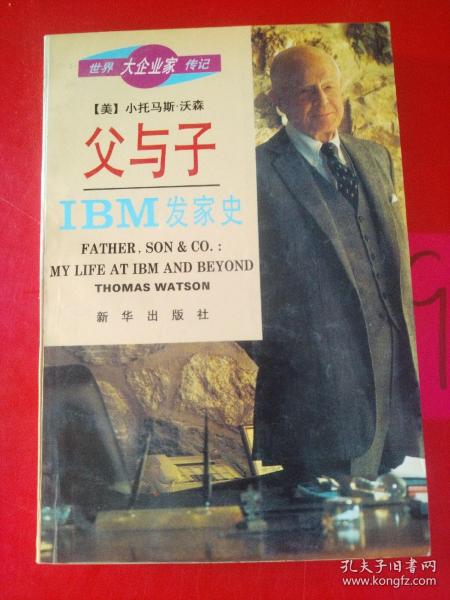 世界 大企业家 传记
【美】小托马斯·沃森
父与子
IBM发家史
FATHER, SON & CO.:
MY LIFE AT IBM AND BEYOND
THOMAS WATSON
新华出版社
9
孔夫子旧书网
www.kongfz.com